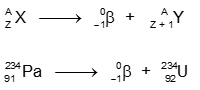 $^{A}_{Z}$X ⟶ $^{0}_{-1}$β + $^{A}_{Z+1}$Y
$^{234}_{91}$Pa ⟶ $^{0}_{-1}$β + $^{234}_{92}$U